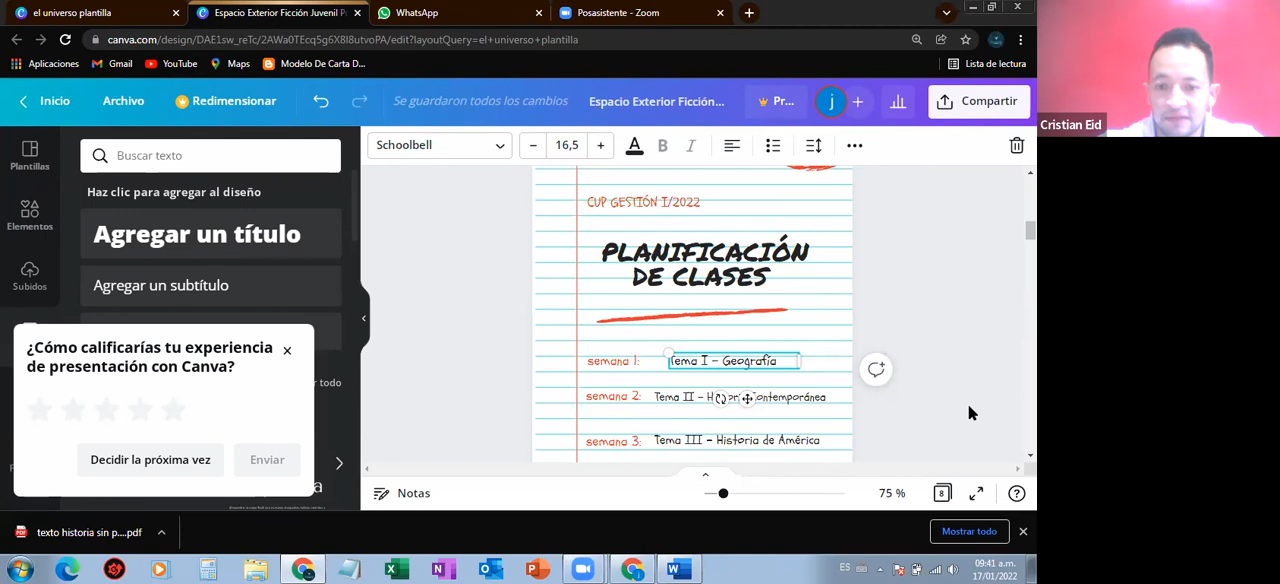 el universo plantilla
Espacio Exterior Ficción Juvenil P
WhatsApp
Posasistente - Zoom
canva.com/design/DAE1sw_reTc/2AWa0TEcq5g6X8I8utvoPA/edit?layoutQuery=el+universo+plantilla
Aplicaciones
Gmail
YouTube
Maps
Modelo De Carta D...
Lista de lectura
Inicio
Archivo
Redimensionar
Se guardaron todos los cambios
Espacio Exterior Ficción...
Pr...
j
Compartir
Cristian Eid
Plantillas
Elementos
Subidos
Buscar texto
Haz clic para agregar al diseño
Agregar un título
Agregar un subtítulo
Schoolbell
16,5
A
B
I
CUP GESTIÓN I/2022
PLANIFICACIÓN
DE CLASES
semana 1: Tema I - Geografía
semana 2: Tema II -
semana 3: Tema III - Historia de América
¿Cómo calificarías tu experiencia
de presentación con Canva?
Decidir la próxima vez
Enviar
Notas
75 %
8
texto historia sin p....pdf
Mostrar todo
ES
09:41 a.m.
17/01/2022